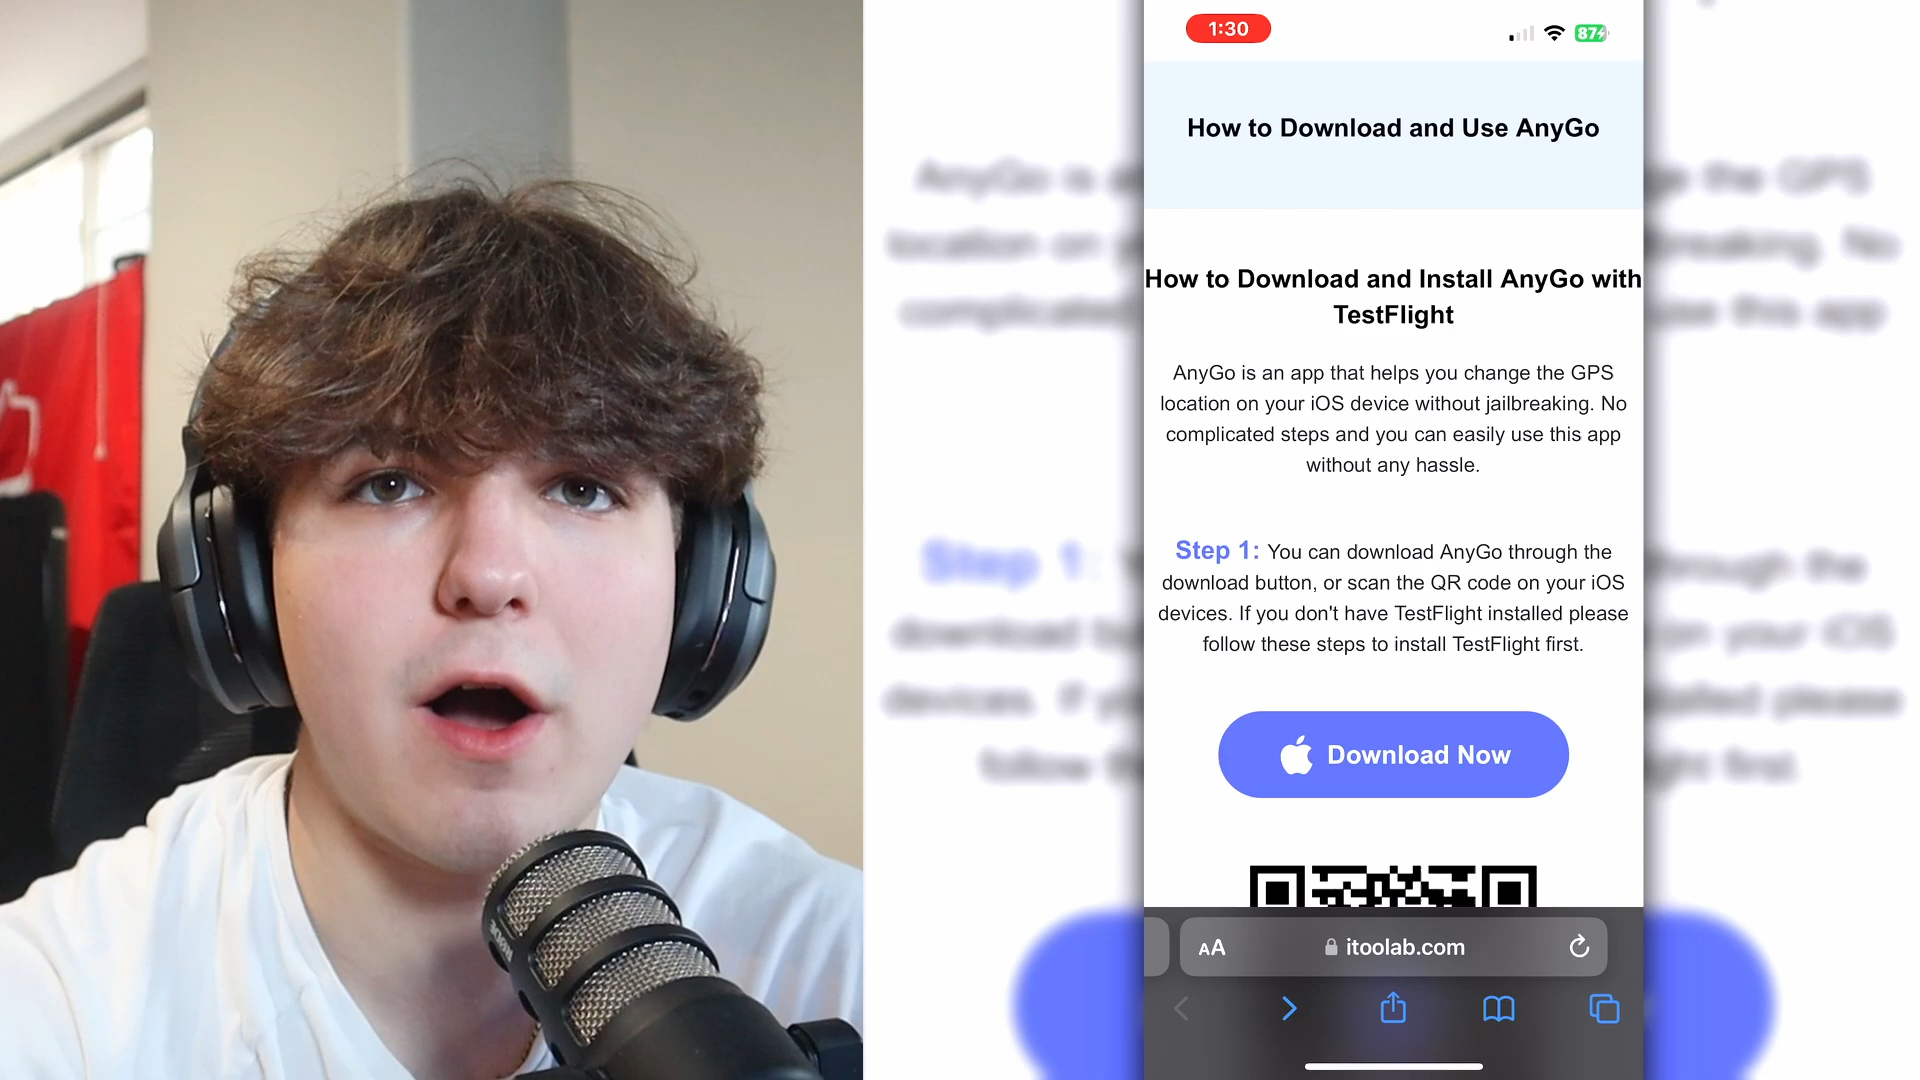 1:30
87
How to Download and Use AnyGo
How to Download and Install AnyGo with
TestFlight
AnyGo is an app that helps you change the GPS
location on your iOS device without jailbreaking. No
complicated steps and you can easily use this app
without any hassle.
Step 1: You can download AnyGo through the
download button, or scan the QR code on your iOS
devices. If you don't have TestFlight installed please
follow these steps to install TestFlight first.
Download Now
AA
itoolab.com